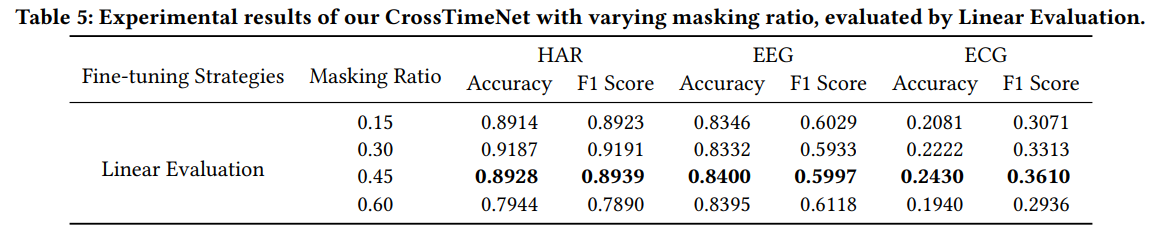 Table 5: Experimental results of our CrossTimeNet with varying masking ratio, evaluated by Linear Evaluation.
Fine-tuning Strategies Masking Ratio HAR EEG ECG
Accuracy F1 Score Accuracy F1 Score Accuracy F1 Score
Linear Evaluation
0.15 0.8914 0.8923 0.8346 0.6029 0.2081 0.3071
0.30 0.9187 0.9191 0.8332 0.5933 0.2222 0.3313
0.45 0.8928 0.8939 0.8400 0.5997 0.2430 0.3610
0.60 0.7944 0.7890 0.8395 0.6118 0.1940 0.2936